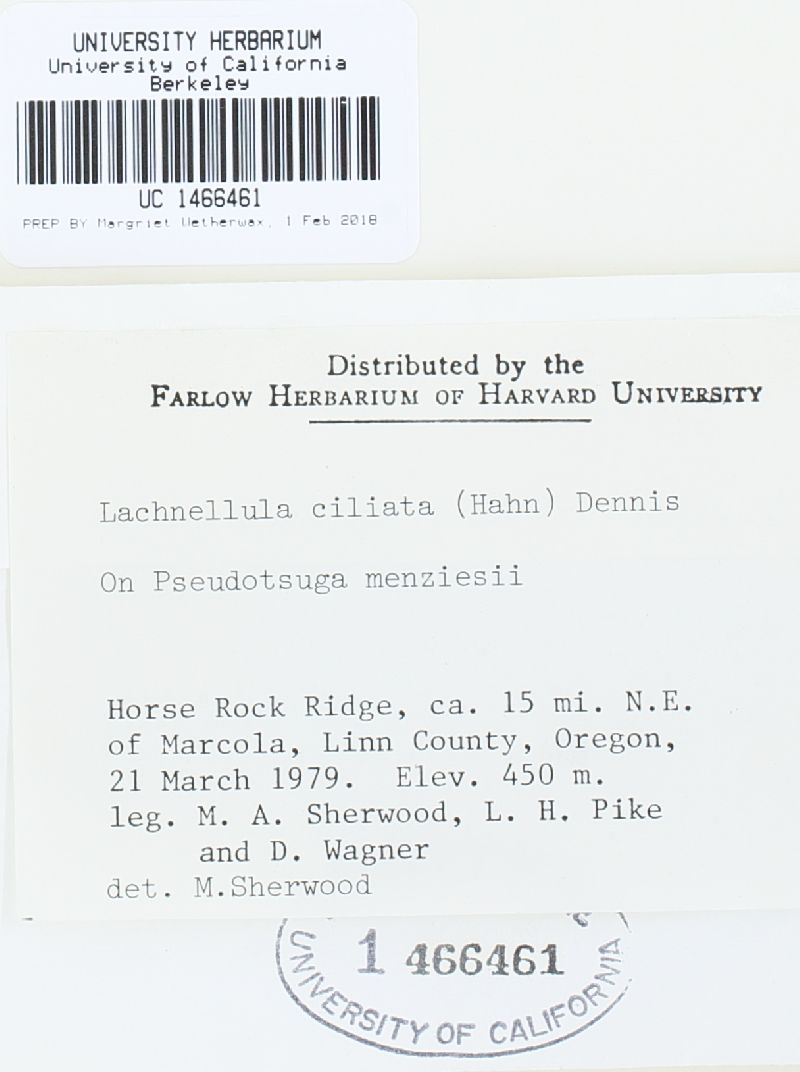 UNIVERSITY HERBARIUM
University of California
Berkeley
UC 1466461
PREP BY Margriet Wetherwax, 1 Feb 2018
Distributed by the
FARLOW HERBARIUM OF HARVARD UNIVERSITY
Lachnellula ciliata (Hahn) Dennis
On Pseudotsuga menziesii
Horse Rock Ridge, ca. 15 mi. N.E.
of Marcola, Linn County, Oregon,
21 March 1979. Elev. 450 m.
leg. M. A. Sherwood, L. H. Pike
and D. Wagner
det. M.Sherwood
1 466461
UNIVERSITY OF CALIFORNIA